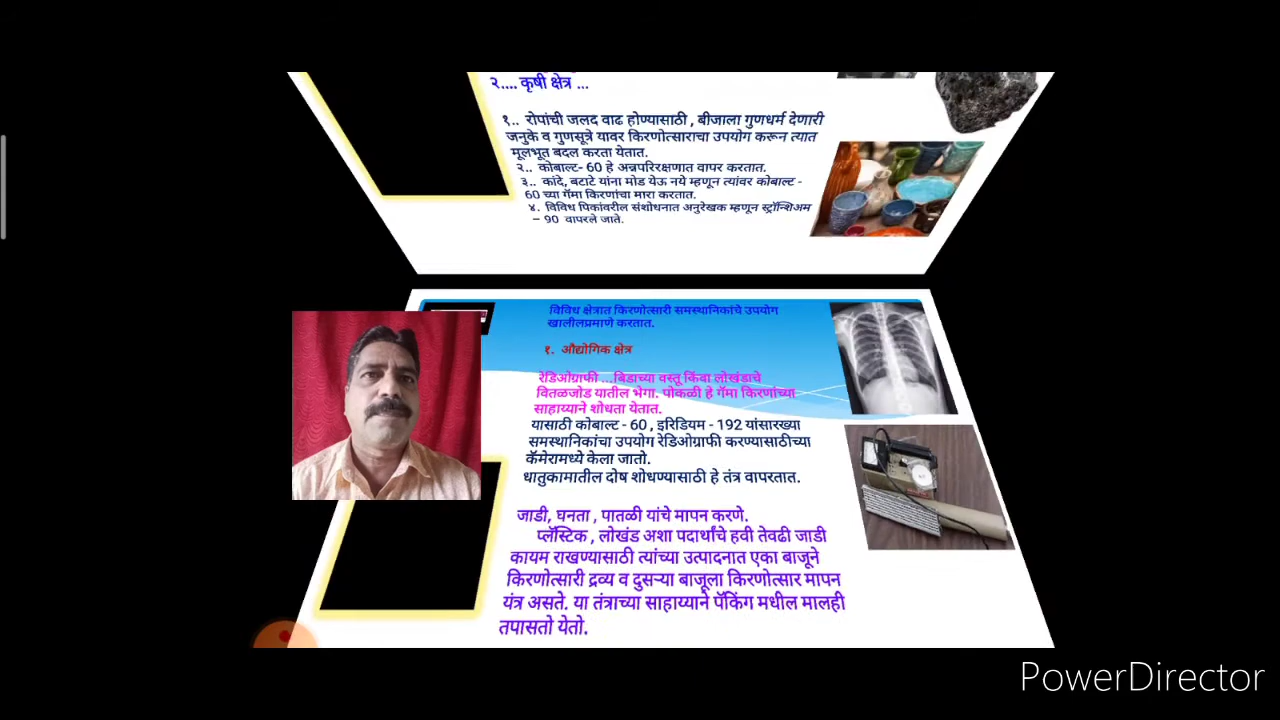 २.... कृषी क्षेत्र ...
१.. रोपांची जलद वाढ होण्यासाठी , बीजाला गुणधर्म देणारी
जनुके व गुणसूत्रे यावर किरणोत्साराचा उपयोग करून त्यात
मूलभूत बदल करता येतात.
२.. कोबाल्ट- 60 हे अन्नपरिरक्षणात वापर करतात.
३.. कांदे, बटाटे यांना मोड येऊ नये म्हणून त्यांवर कोबाल्ट -
60 च्या गॅमा किरणांचा मारा करतात.
४. विविध पिकांवरील संशोधनात अनुरेखक म्हणून स्ट्रॉन्शिअम
– 90 वापरले जाते.
विविध क्षेत्रात किरणोत्सारी समस्थानिकांचे उपयोग
खालीलप्रमाणे करतात.
१. औद्योगिक क्षेत्र
रेडिओग्राफी ...बिडाच्या वस्तू किंबा लोखंडाचे
वितळजोड यातील भेगा. पोकळी हे गॅमा किरणांच्या
साहाय्याने शोधता येतात.
यासाठी कोबाल्ट - 60 , इरिडियम - 192 यांसारख्या
समस्थानिकांचा उपयोग रेडिओग्राफी करण्यासाठीच्या
कॅमेरामध्ये केला जातो.
धातुकामातील दोष शोधण्यासाठी हे तंत्र वापरतात.
जाडी, घनता , पातळी यांचे मापन करणे.
प्लॅस्टिक , लोखंड अशा पदार्थांचे हवी तेवढी जाडी
कायम राखण्यासाठी त्यांच्या उत्पादनात एका बाजूने
किरणोत्सारी द्रव्य व दुसऱ्या बाजूला किरणोत्सार मापन
यंत्र असते. या तंत्राच्या साहाय्याने पॅकिंग मधील मालही
तपासतो येतो.
PowerDirector